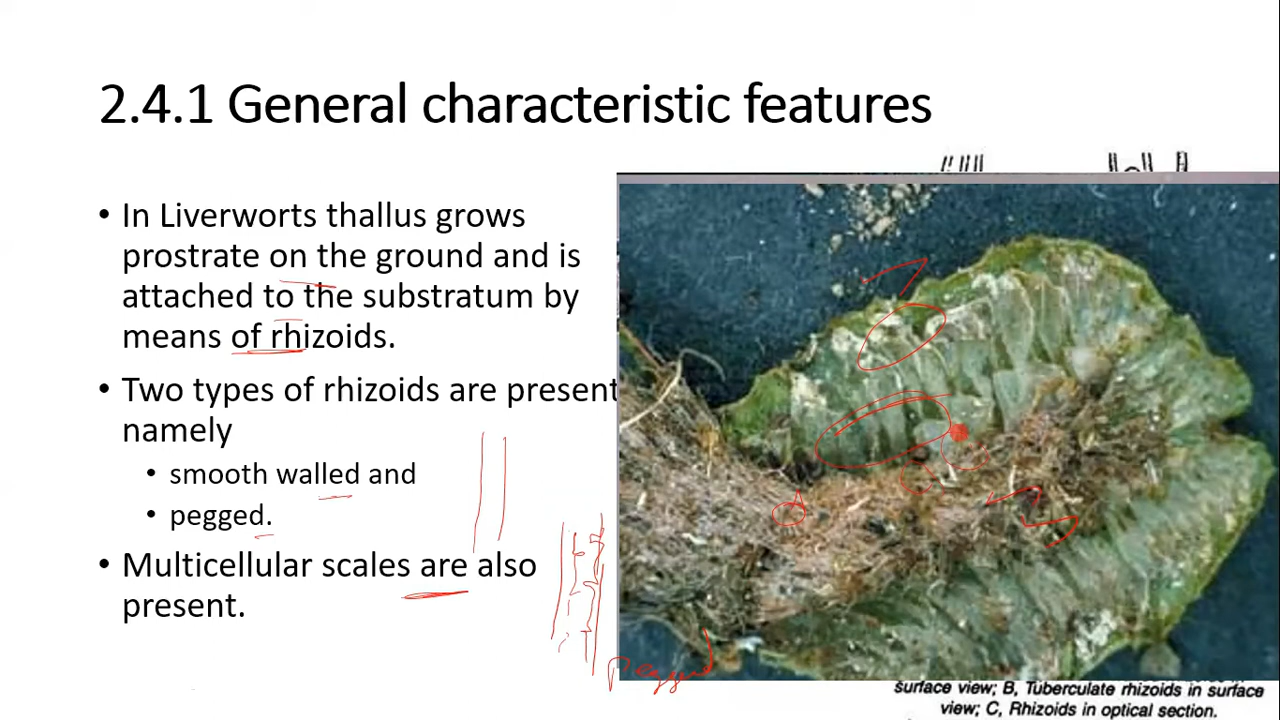 2.4.1 General characteristic features
• In Liverworts thallus grows
prostrate on the ground and is
attached to the substratum by
means of rhizoids.
• Two types of rhizoids are present
namely
• smooth walled and
• pegged.
• Multicellular scales are also
present.
pegged
surface view; B, Tuberculate rhizoids in surface
view; C, Rhizoids in optical section.